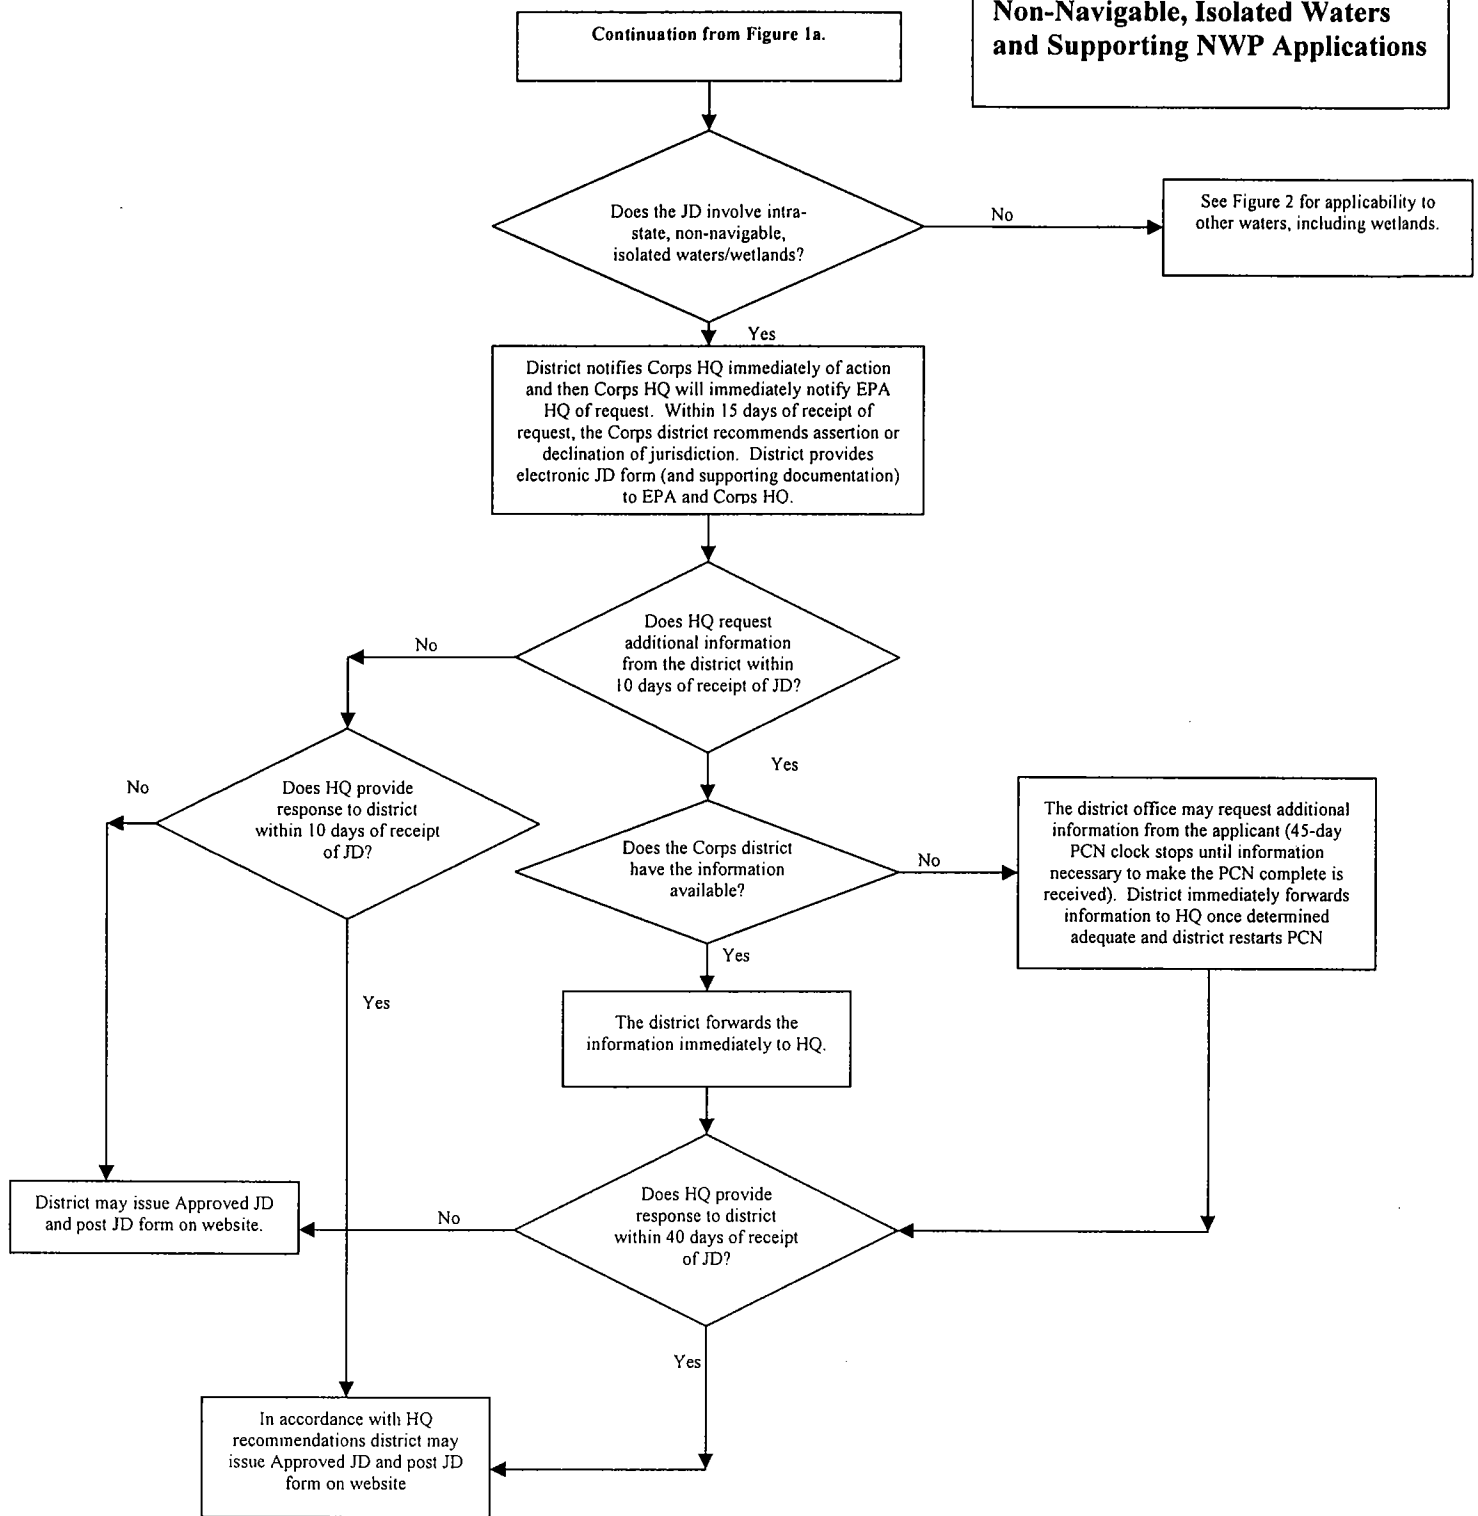 Non-Navigable, Isolated Waters
and Supporting NWP Applications
Continuation from Figure 1a.
Does the JD involve intra-
state, non-navigable,
isolated waters/wetlands?
No
See Figure 2 for applicability to
other waters, including wetlands.
Yes
District notifies Corps HQ immediately of action
and then Corps HQ will immediately notify EPA
HQ of request. Within 15 days of receipt of
request, the Corps district recommends assertion or
declination of jurisdiction. District provides
electronic JD form (and supporting documentation)
to EPA and Corps HQ.
Does HQ request
additional information
from the district within
10 days of receipt of JD?
No
Yes
No
Does HQ provide
response to district
within 10 days of receipt
of JD?
Does the Corps district
have the information
available?
No
The district office may request additional
information from the applicant (45-day
PCN clock stops until information
necessary to make the PCN complete is
received). District immediately forwards
information to HQ once determined
adequate and district restarts PCN
Yes
Yes
The district forwards the
information immediately to HQ.
District may issue Approved JD
and post JD form on website.
No
Does HQ provide
response to district
within 40 days of receipt
of JD?
Yes
In accordance with HQ
recommendations district may
issue Approved JD and post JD
form on website